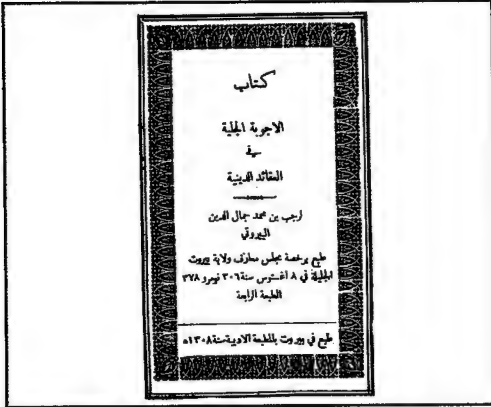 كتاب
الاجوبة الجلية
في
العقائد الدينية
لرجب بن محمد جمال الدين
البيروتي
طبع برخصة مجلس معارف ولاية بيروت
الجليلة في ٨ اغستوس سنة ٣٠٦ نومرو ٣٧٨
الطبعة الرابعة
طبع في بيروت بالمطبعة الادبية سنة ١٣٠٨ه